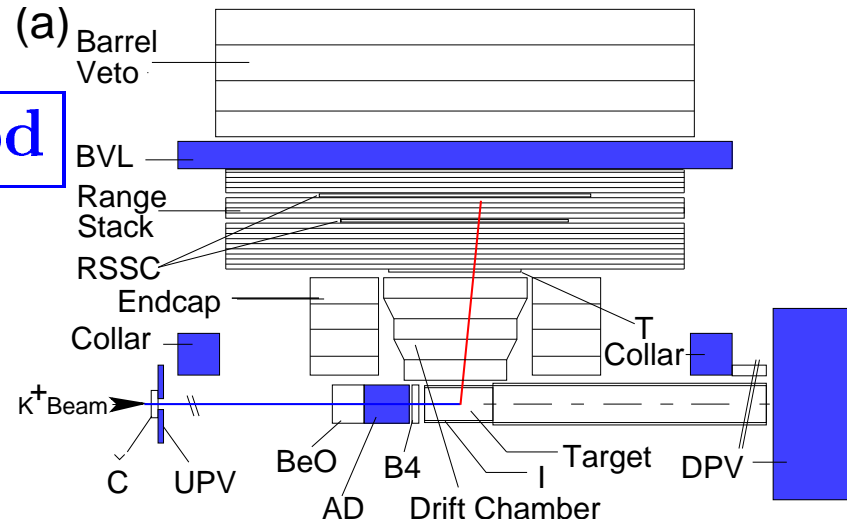 (a)
Barrel
Veto
BVL
Range
Stack
RSSC
Endcap
T
Collar
Collar
K+ Beam
C
UPV
BeO
AD
B4
Drift Chamber
I
Target
DPV